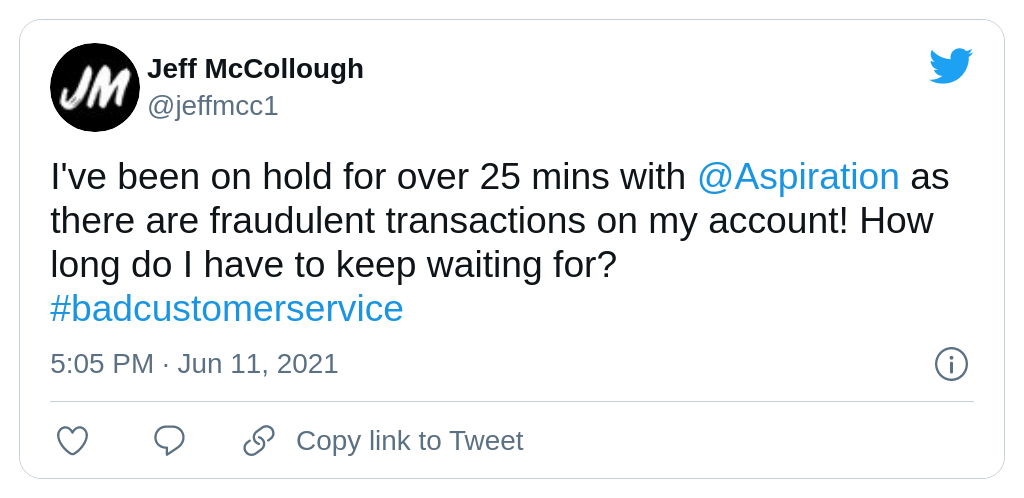 JM
Jeff McCollough
@jeffmcc1
I've been on hold for over 25 mins with @Aspiration as
there are fraudulent transactions on my account! How
long do I have to keep waiting for?
#badcustomerservice
5:05 PM · Jun 11, 2021
Copy link to Tweet